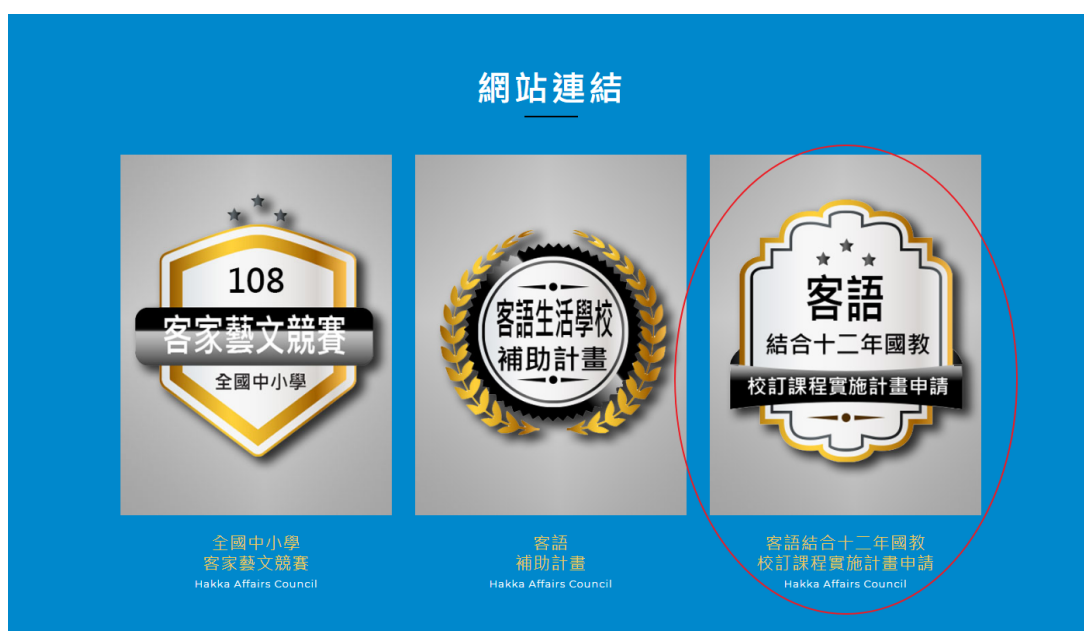 網站連結
108
客家藝文競賽
全國中小學
客語生活學校
補助計畫
客語
結合十二年國教
校訂課程實施計畫申請
全國中小學
客家藝文競賽
Hakka Affairs Council
客語
補助計畫
Hakka Affairs Council
客語結合十二年國教
校訂課程實施計畫申請
Hakka Affairs Council